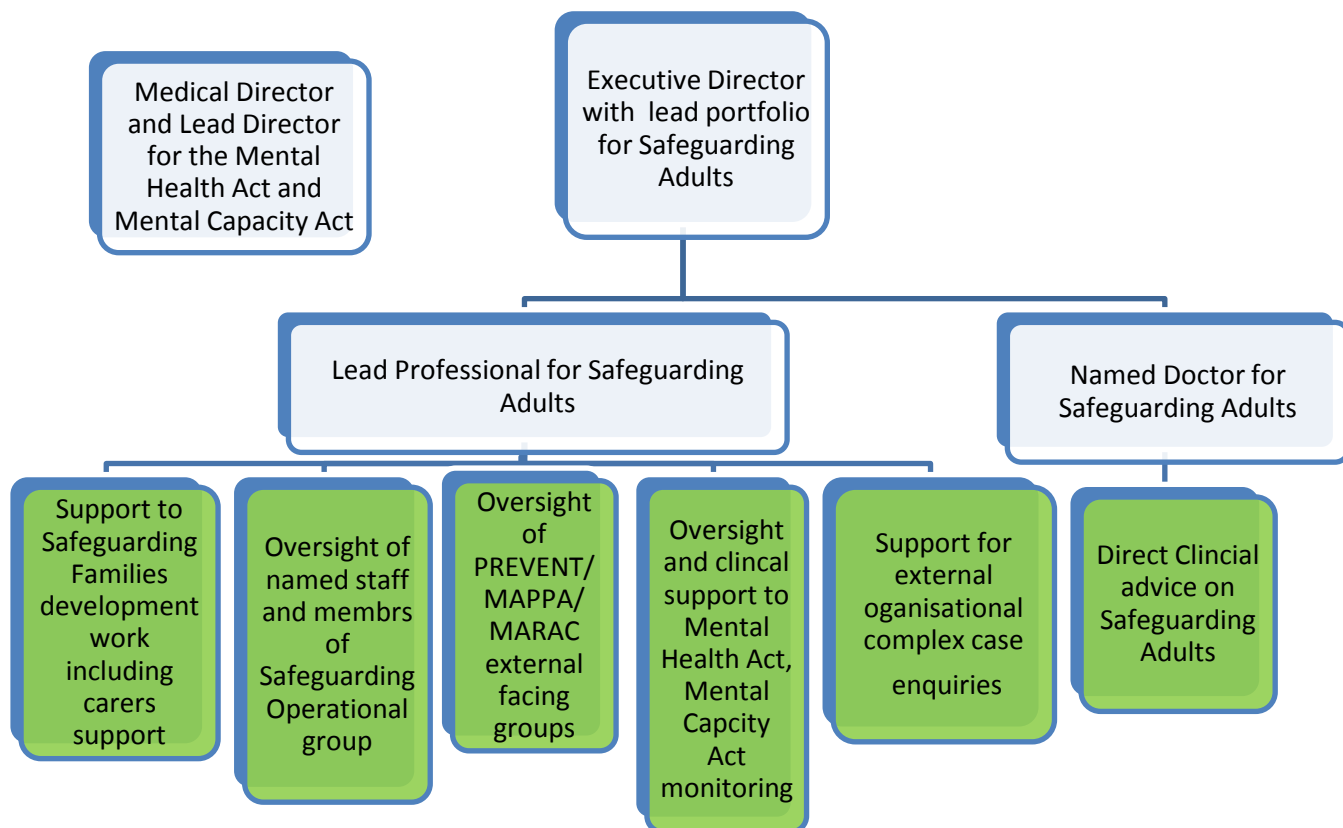 Medical Director
and Lead Director
for the Mental
Health Act and
Mental Capacity Act
Executive Director
with lead portfolio
for Safeguarding
Adults
Lead Professional for Safeguarding
Adults
Named Doctor for
Safeguarding Adults
Support to
Safeguarding
Families
development
work
including
carers
support
Oversight of
named staff
and membrs
of
Safeguarding
Operational
group
Oversight
of
PREVENT/
MAPPA/
MARAC
external
facing
groups
Oversight
and clincal
support to
Mental
Health Act,
Mental
Capcity
Act
monitoring
Support for
external
oganisational
complex case
enquiries
Direct Clincial
advice on
Safeguarding
Adults